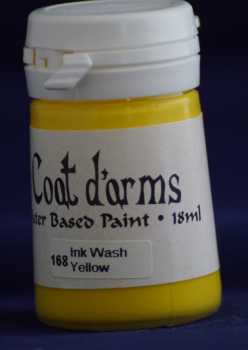 Coat d'arms
ater Based Paint • 18ml
168 Ink Wash
Yellow